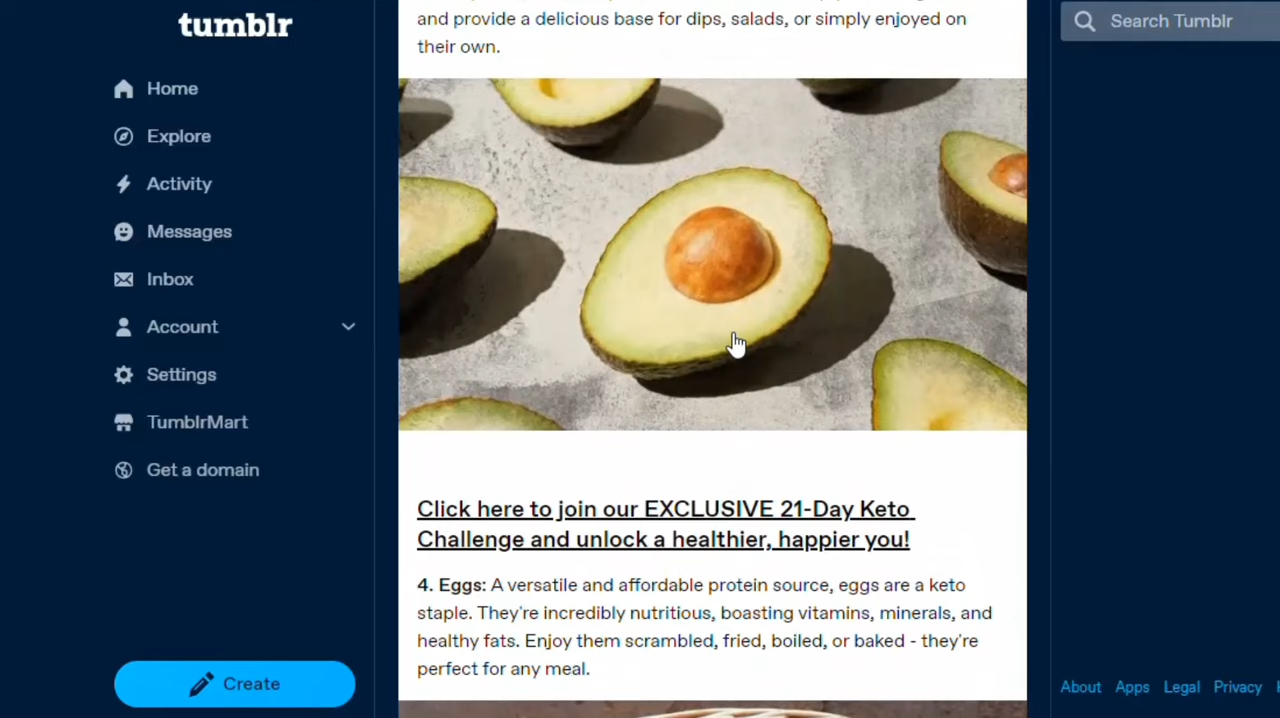 tumblr
Home
Explore
Activity
Messages
Inbox
Account
Settings
TumblrMart
Get a domain
Create
and provide a delicious base for dips, salads, or simply enjoyed on
their own.
Click here to join our EXCLUSIVE 21-Day Keto
Challenge and unlock a healthier, happier you!
4. Eggs: A versatile and affordable protein source, eggs are a keto
staple. They're incredibly nutritious, boasting vitamins, minerals, and
healthy fats. Enjoy them scrambled, fried, boiled, or baked - they're
perfect for any meal.
Search Tumblr
About Apps Legal Privacy